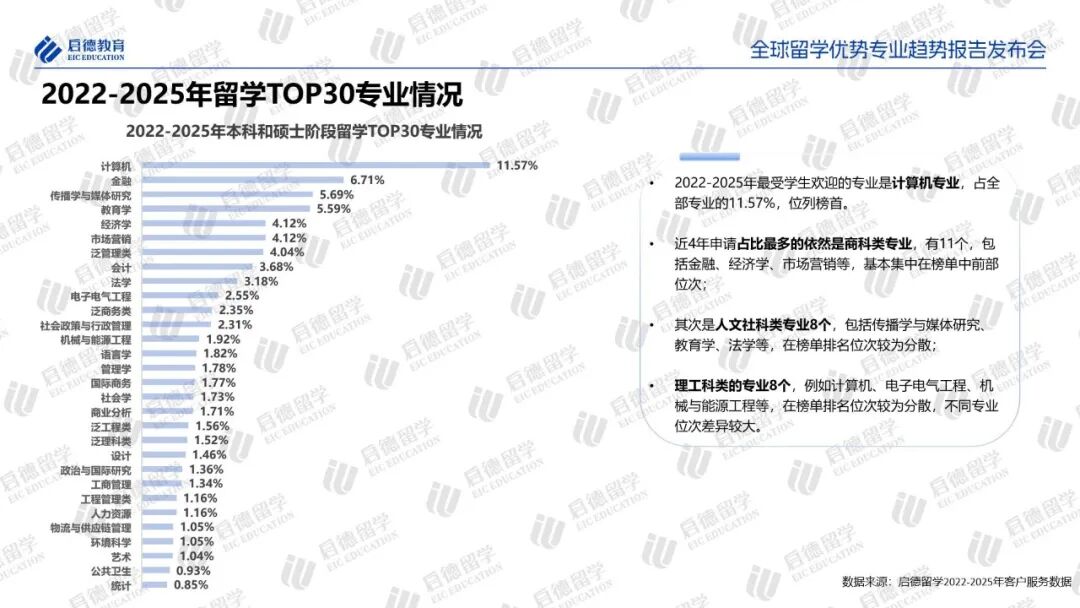 启德教育
EIC EDUCATION
全球留学优势专业趋势报告发布会
2022-2025年留学TOP30专业情况
2022-2025年本科和硕士阶段留学TOP30专业情况
计算机 11.57%
金融 6.71%
传播学与媒体研究 5.69%
教育学 5.59%
经济学 4.12%
市场营销 4.12%
泛管理类 4.04%
会计 3.68%
法学 3.18%
电子电气工程 2.55%
泛商务类 2.35%
社会政策与行政管理 2.31%
机械与能源工程 1.92%
语言学 1.82%
管理学 1.78%
国际商务 1.77%
社会学 1.73%
商业分析 1.71%
泛工程类 1.56%
泛理科类 1.52%
设计 1.46%
政治与国际研究 1.36%
工商管理 1.34%
工程管理类 1.16%
人力资源 1.16%
物流与供应链管理 1.05%
环境科学 1.05%
艺术 1.04%
公共卫生 0.93%
统计 0.85%
• 2022-2025年最受学生欢迎的专业是计算机专业，占全
部专业的11.57%，位列榜首。
• 近4年申请占比最多的依然是商科类专业，有11个，包
括金融、经济学、市场营销等，基本集中在榜单中前部
位次；
• 其次是人文社科类专业8个，包括传播学与媒体研究、
教育学、法学等，在榜单排名位次较为分散；
• 理工科类的专业8个，例如计算机、电子电气工程、机
械与能源工程等，在榜单排名位次较为分散，不同专业
位次差异较大。
数据来源：启德留学2022-2025年客户服务数据
启德留学
EIC EDUCATION